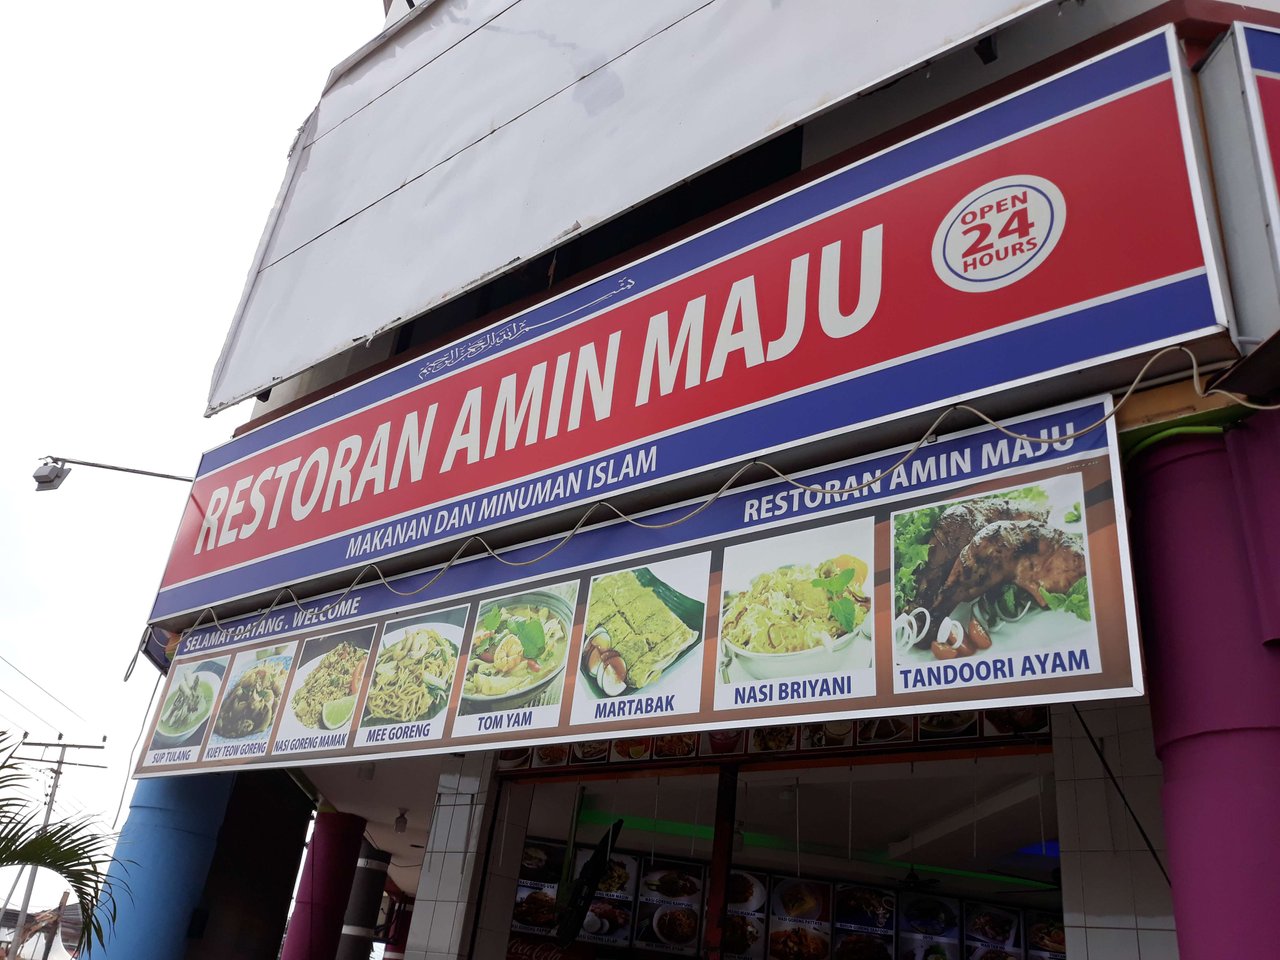 بسم الله الرحمن الرحيم
RESTORAN AMIN MAJU
OPEN
24
HOURS
MAKANAN DAN MINUMAN ISLAM
SELAMAT DATANG. WELCOME
RESTORAN AMIN MAJU
SUP TULANG
KUEY TEOW GORENG
NASI GORENG MAMAK
MEE GORENG
TOM YAM
MARTABAK
NASI BRIYANI
TANDOORI AYAM